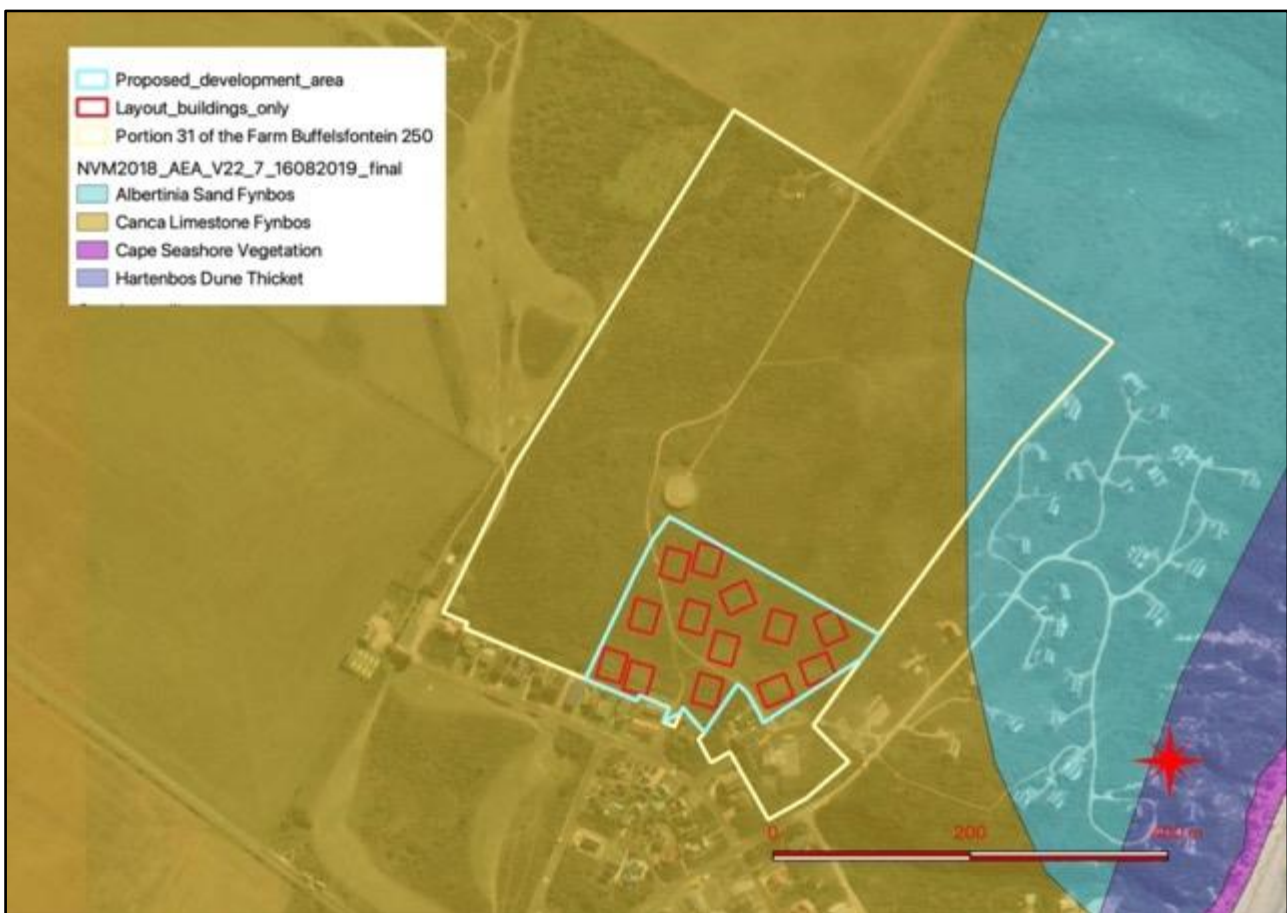 Proposed_development_area
Layout_buildings_only
Portion 31 of the Farm Buffelsfontein 250
NVM2018_AEA_V22_7_16082019_final
Albertinia Sand Fynbos
Canca Limestone Fynbos
Cape Seashore Vegetation
Hartenbos Dune Thicket
0 200 400 m